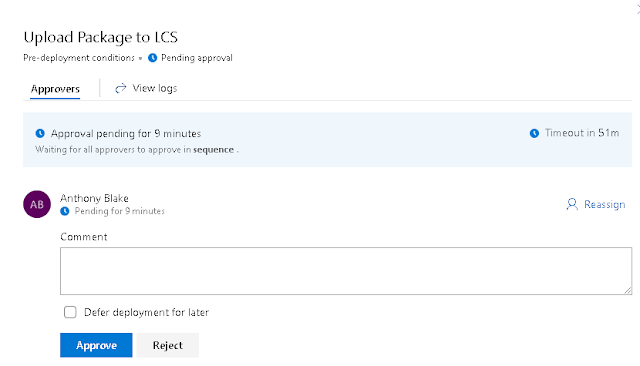 Upload Package to LCS
Pre-deployment conditions • Pending approval
Approvers View logs
Approval pending for 9 minutes Timeout in 51m
Waiting for all approvers to approve in sequence .
AB Anthony Blake
Pending for 9 minutes Reassign
Comment
Defer deployment for later
Approve Reject